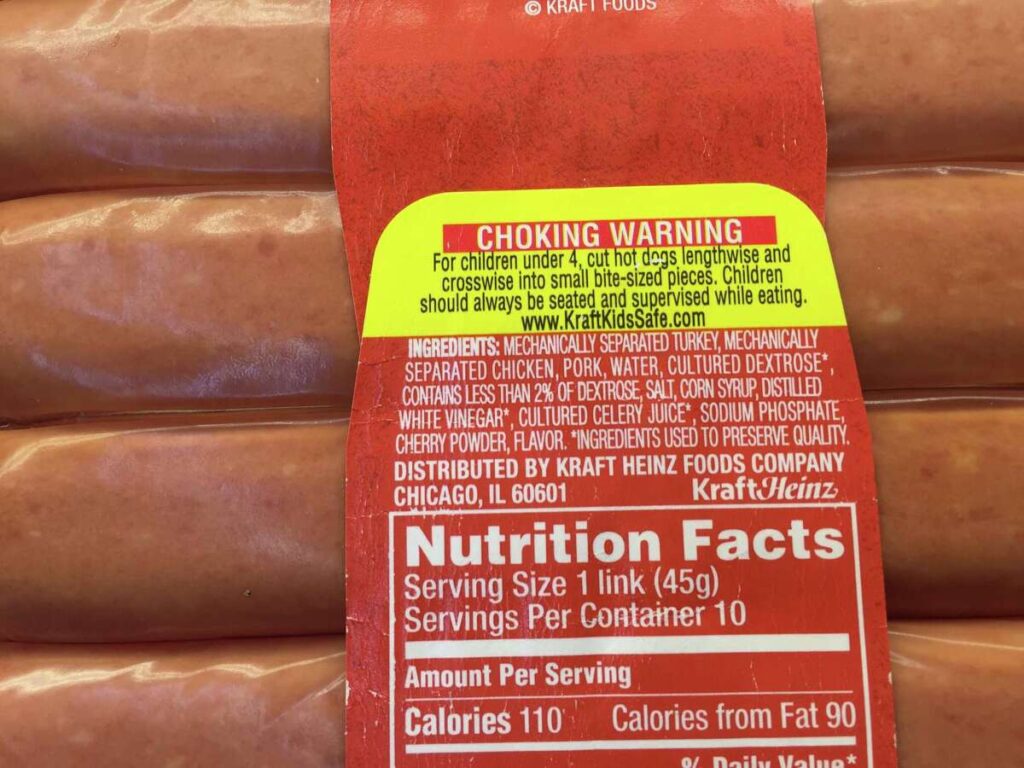 © KRAFT FOODS
CHOKING WARNING
For children under 4, cut hot dogs lengthwise and
crosswise into small bite-sized pieces. Children
should always be seated and supervised while eating.
www.KraftKidsSafe.com
INGREDIENTS: MECHANICALLY SEPARATED TURKEY, MECHANICALLY
SEPARATED CHICKEN, PORK, WATER, CULTURED DEXTROSE*,
CONTAINS LESS THAN 2% OF DEXTROSE, SALT, CORN SYRUP, DISTILLED
WHITE VINEGAR*, CULTURED CELERY JUICE*, SODIUM PHOSPHATE,
CHERRY POWDER, FLAVOR. *INGREDIENTS USED TO PRESERVE QUALITY.
DISTRIBUTED BY KRAFT HEINZ FOODS COMPANY
CHICAGO, IL 60601 KraftHeinz
Nutrition Facts
Serving Size 1 link (45g)
Servings Per Container 10
Amount Per Serving
Calories 110 Calories from Fat 90
% Daily Value*